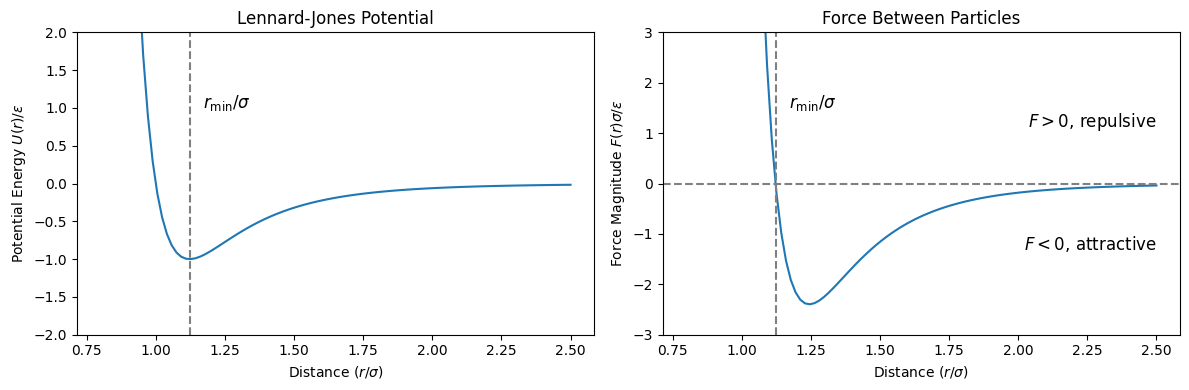 Lennard-Jones Potential
Potential Energy U(r)/ε
2.0
1.5
1.0
0.5
0.0
−0.5
−1.0
−1.5
−2.0
r_min/σ
0.75 1.00 1.25 1.50 1.75 2.00 2.25 2.50
Distance (r/σ)
Force Between Particles
Force Magnitude F(r)σ/ε
3
2
1
0
−1
−2
−3
r_min/σ
F > 0, repulsive
F < 0, attractive
0.75 1.00 1.25 1.50 1.75 2.00 2.25 2.50
Distance (r/σ)